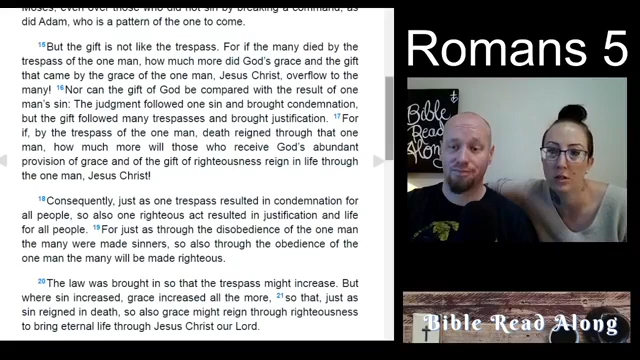 Moses, even over those who did not sin by breaking a command, as
did Adam, who is a pattern of the one to come.
15But the gift is not like the trespass. For if the many died by the
trespass of the one man, how much more did God's grace and the gift
that came by the grace of the one man, Jesus Christ, overflow to the
many! 16Nor can the gift of God be compared with the result of one
man's sin: The judgment followed one sin and brought condemnation,
but the gift followed many trespasses and brought justification. 17For
if, by the trespass of the one man, death reigned through that one
man, how much more will those who receive God's abundant
provision of grace and of the gift of righteousness reign in life through
the one man, Jesus Christ!
18Consequently, just as one trespass resulted in condemnation for
all people, so also one righteous act resulted in justification and life
for all people. 19For just as through the disobedience of the one man
the many were made sinners, so also through the obedience of the
one man the many will be made righteous.
20The law was brought in so that the trespass might increase. But
where sin increased, grace increased all the more, 21so that, just as
sin reigned in death, so also grace might reign through righteousness
to bring eternal life through Jesus Christ our Lord.
Romans 5
Bible
Read
Along
Bible Read Along